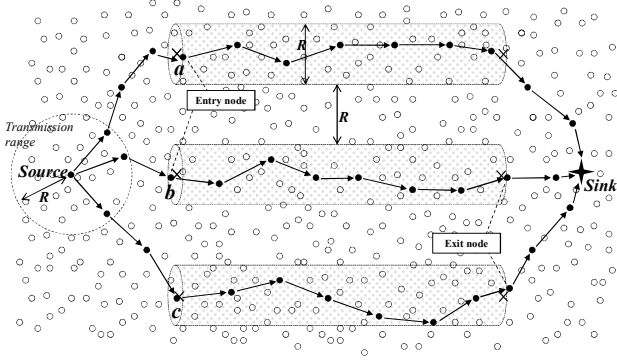 R
a
Entry node
R
Transmission
range
Source
R
b
Sink
Exit node
c